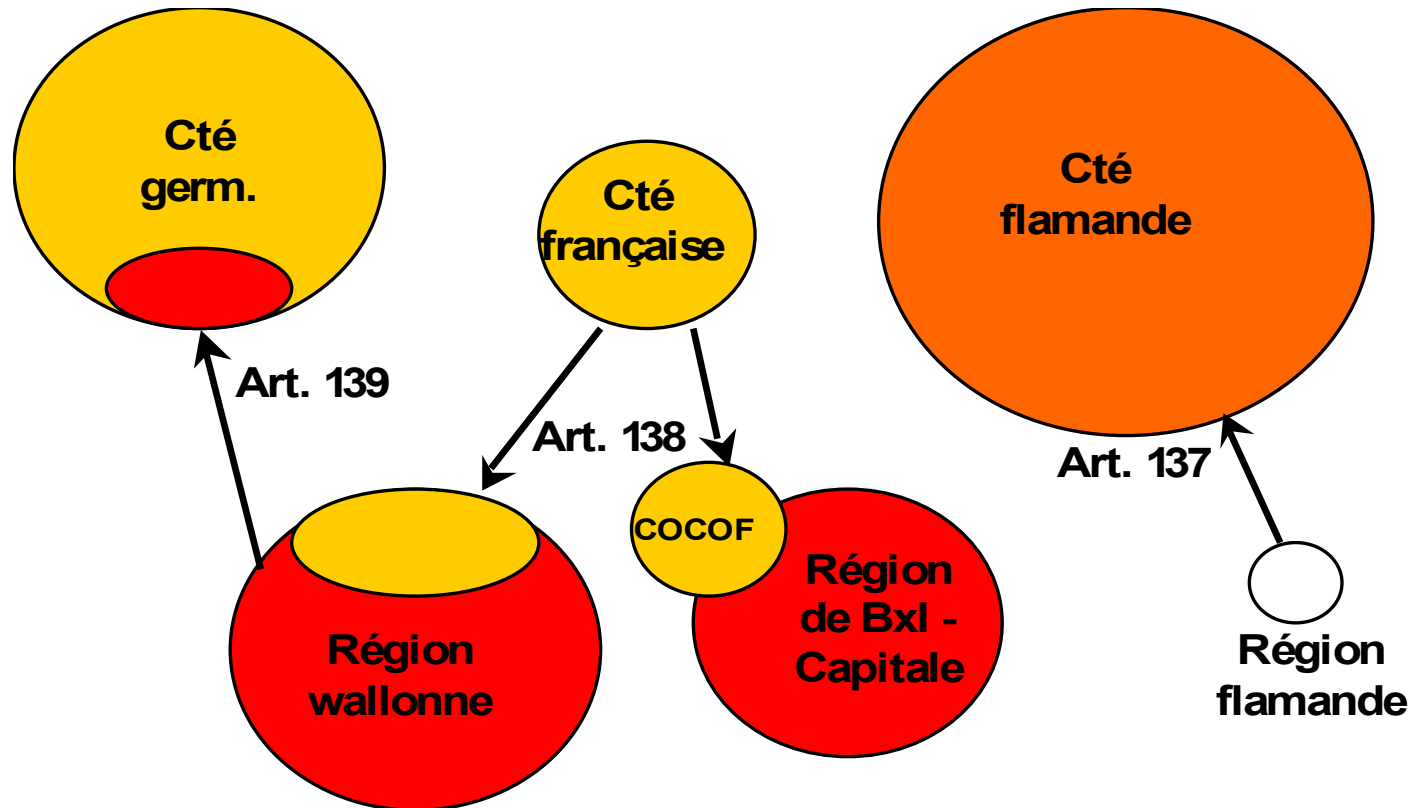 Cté
germ.
Cté
française
Cté
flamande
Art. 139
Art. 138
Art. 137
COCOF
Région
wallonne
Région
de Bxl -
Capitale
Région
flamande